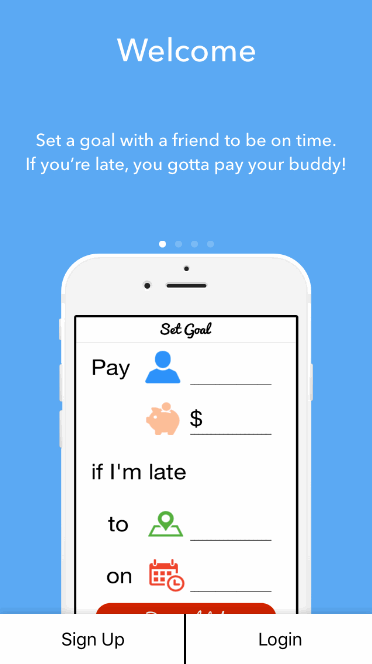 Welcome
Set a goal with a friend to be on time.
If you’re late, you gotta pay your buddy!
Set Goal
Pay
$
if I'm late
to
on
Sign Up
Login